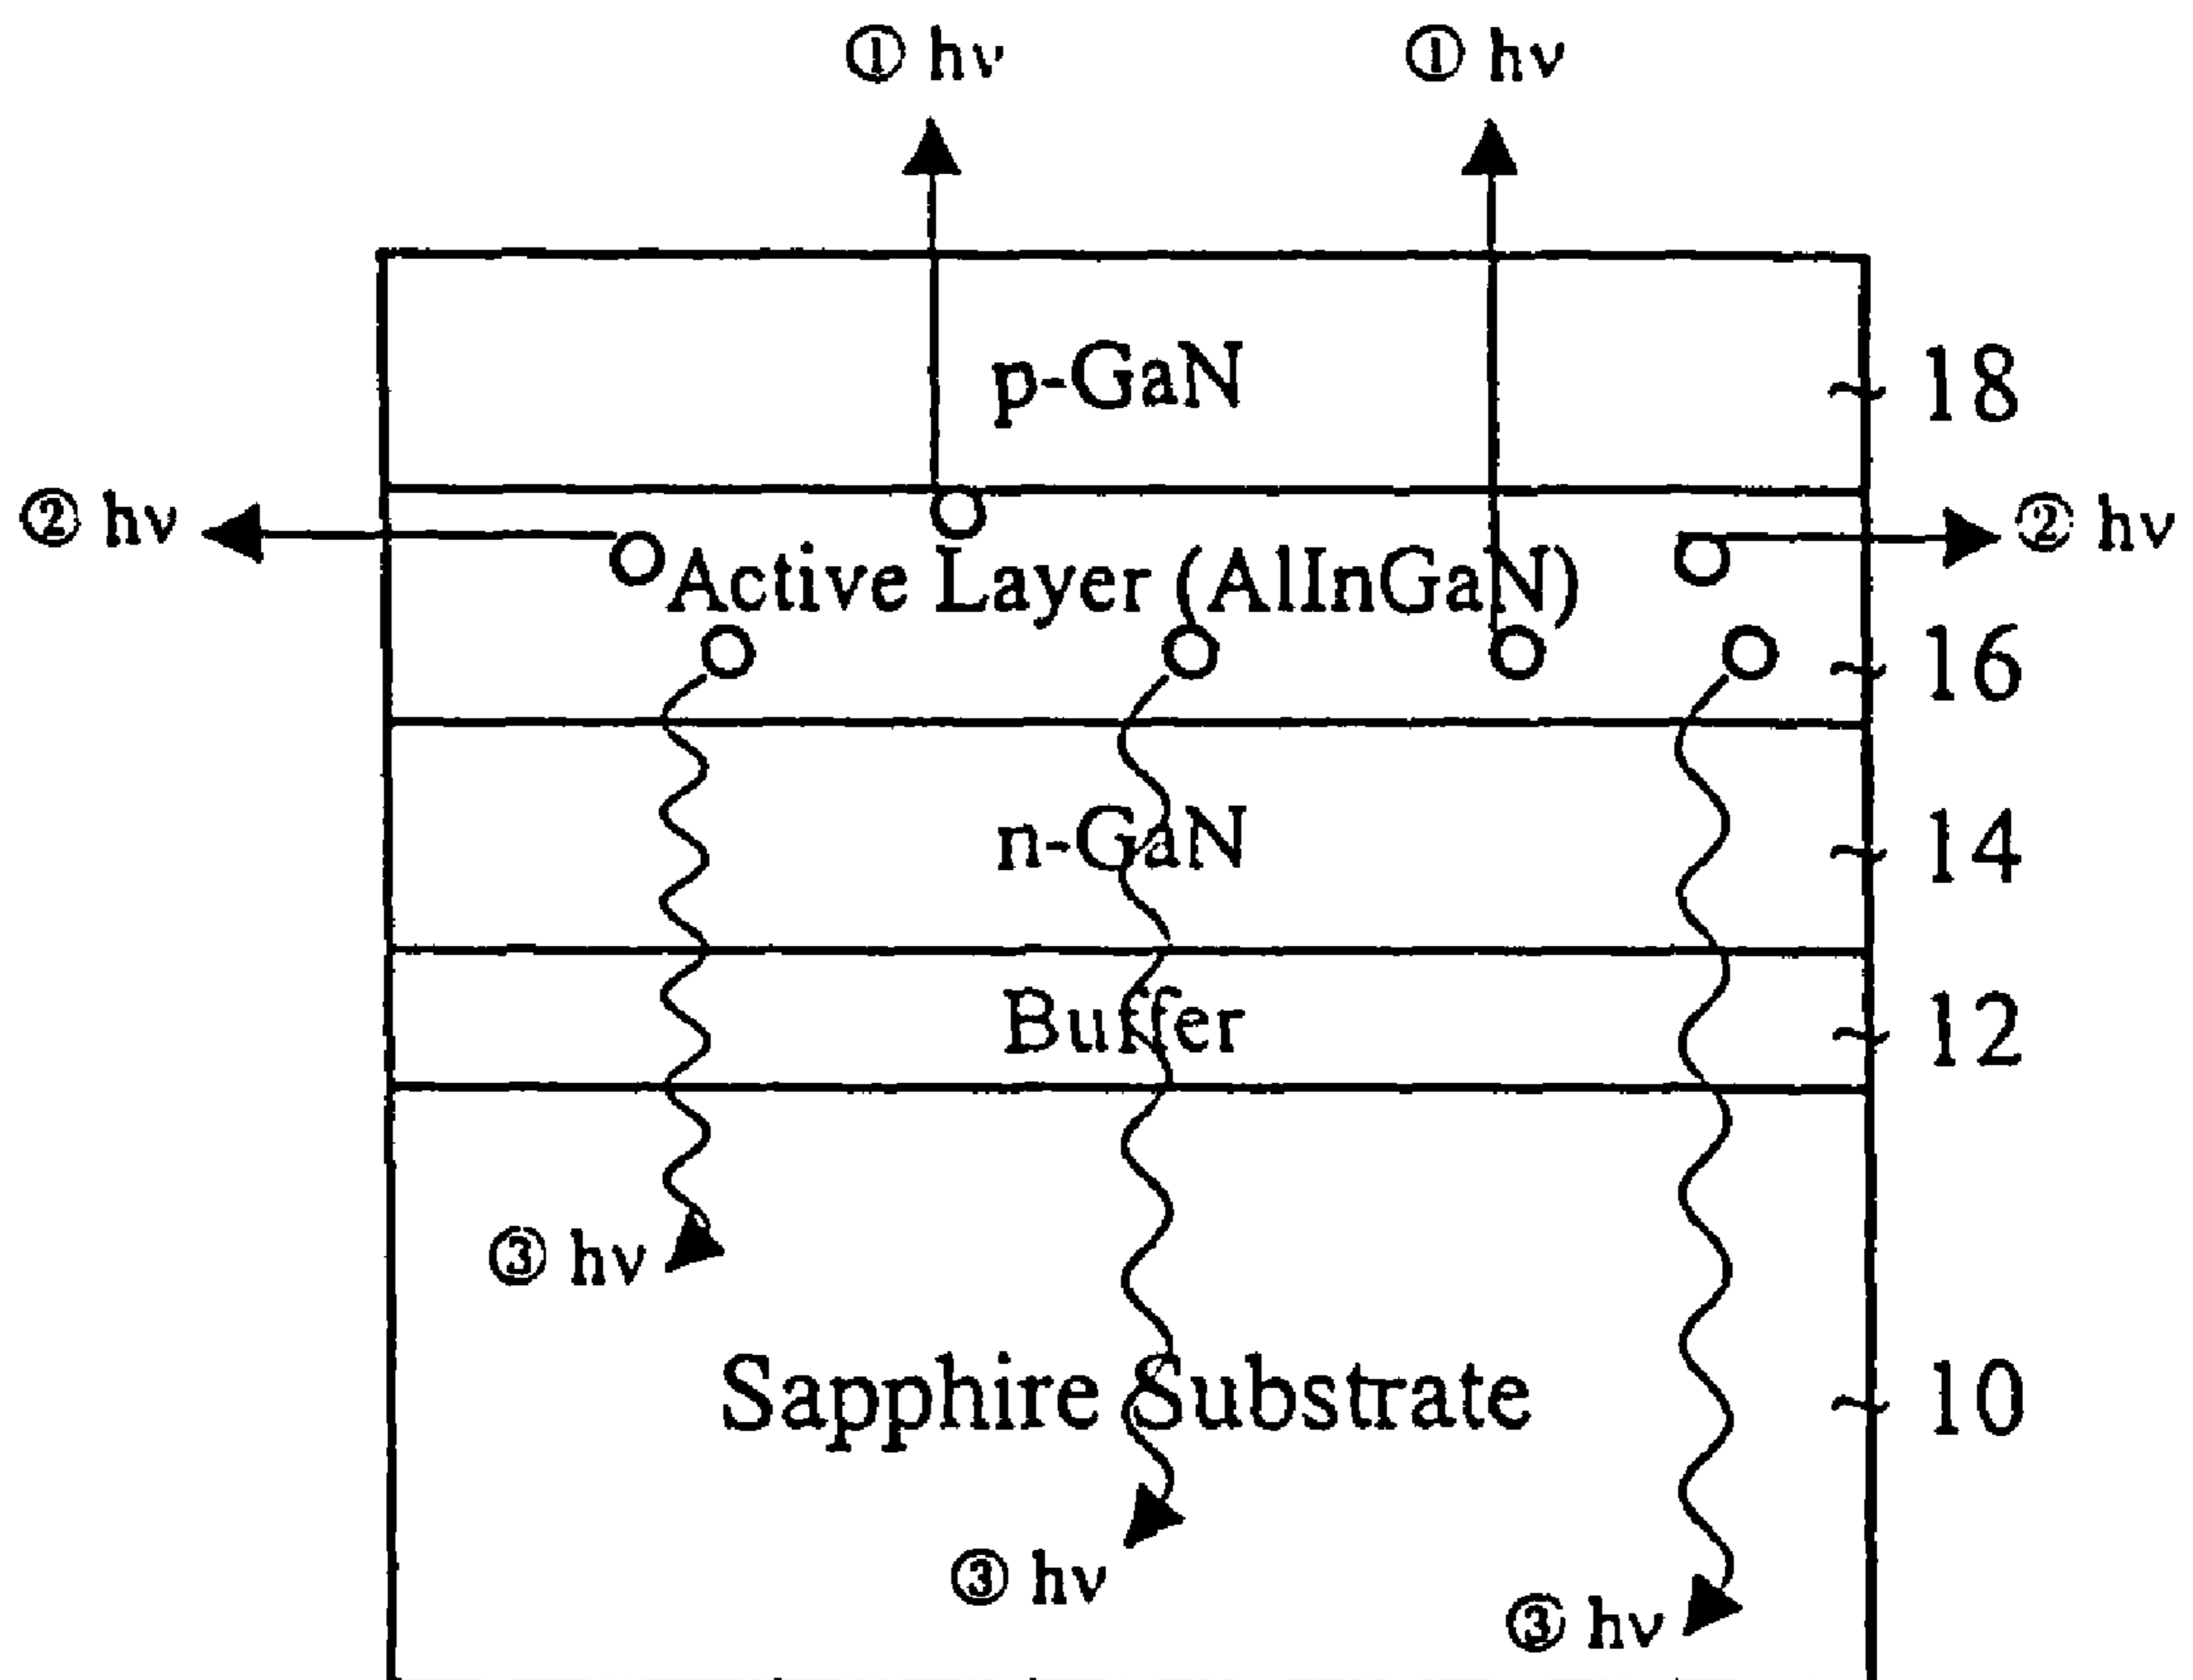 ① hν ① hν
p-GaN 18
② hν ② hν
Active Layer (AlInGaN)
16
n-GaN 14
Buffer 12
③ hν
Sapphire Substrate 10
③ hν
③ hν